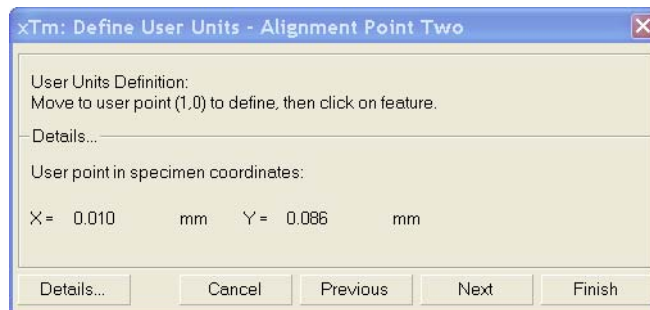 xTm: Define User Units - Alignment Point Two
User Units Definition:
Move to user point (1,0) to define, then click on feature.
Details...
User point in specimen coordinates:
X = 0.010 mm Y = 0.086 mm
Details... Cancel Previous Next Finish